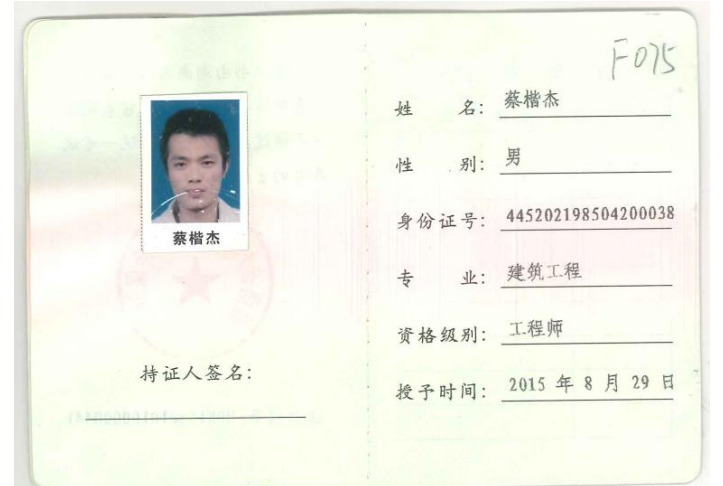 蔡楷杰
持证人签名：
F075
姓 名： 蔡楷杰
性 别： 男
身份证号： 445202198504200038
专 业： 建筑工程
资格级别： 工程师
授予时间： 2015 年 8 月 29 日